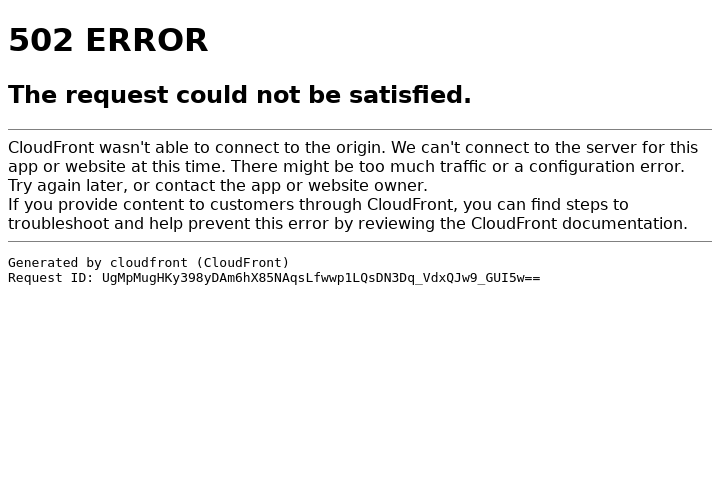 502 ERROR
The request could not be satisfied.
CloudFront wasn't able to connect to the origin. We can't connect to the server for this
app or website at this time. There might be too much traffic or a configuration error.
Try again later, or contact the app or website owner.
If you provide content to customers through CloudFront, you can find steps to
troubleshoot and help prevent this error by reviewing the CloudFront documentation.
Generated by cloudfront (CloudFront)
Request ID: UgMpMugHKy398yDAm6hX85NAqsLfwwp1LQsDN3Dq_VdxQJw9_GUI5w==